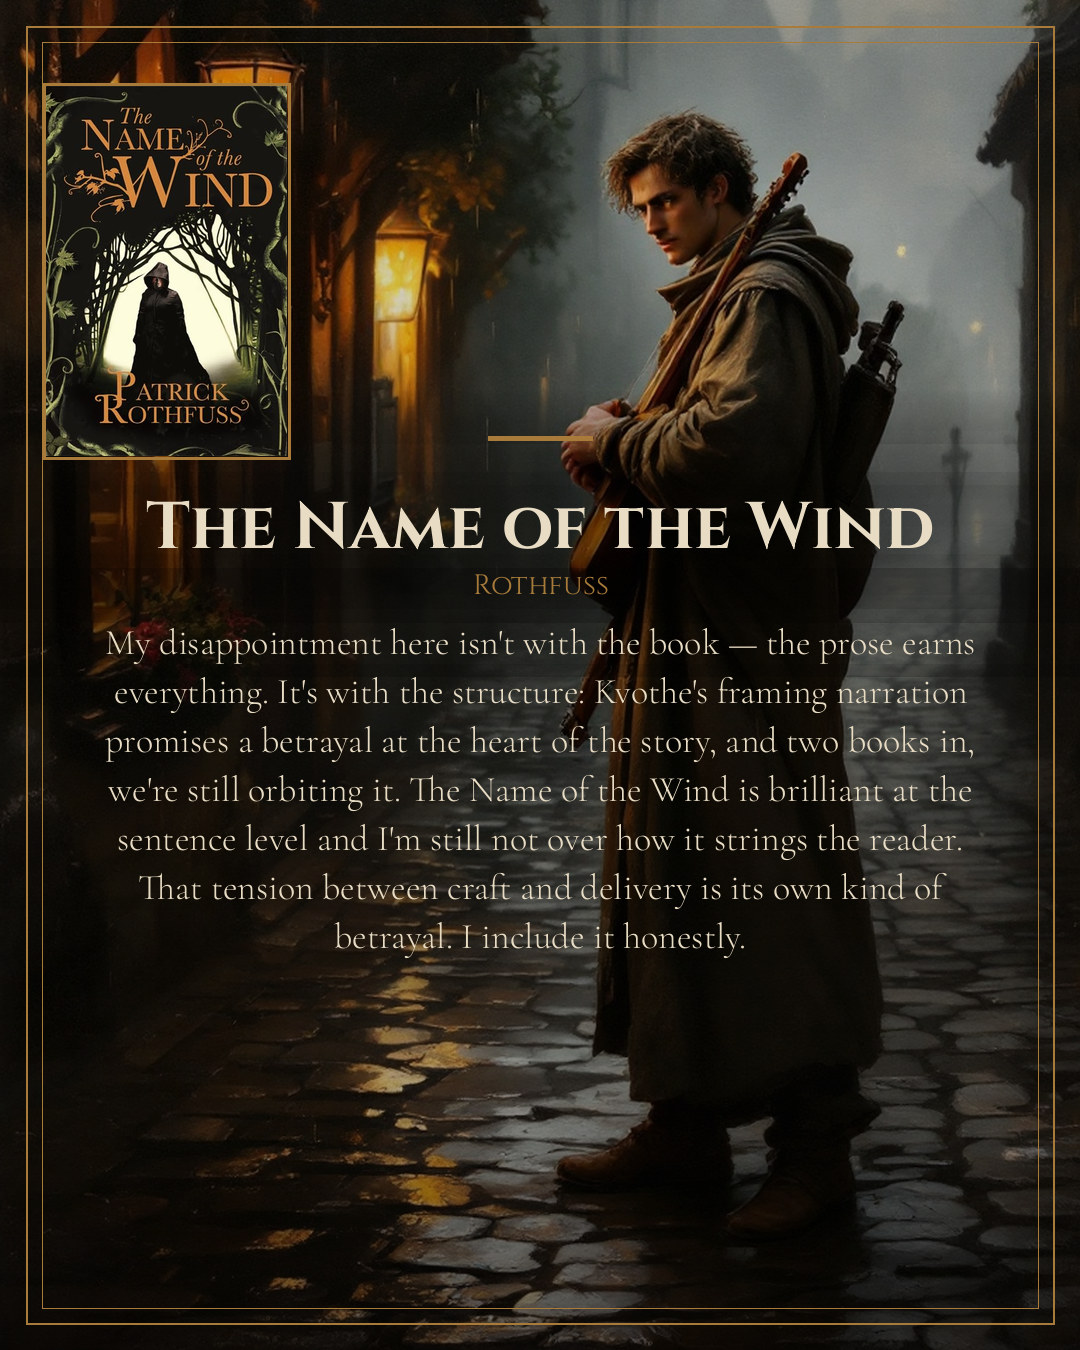 The
NAME
of the
WIND
PATRICK
ROTHFUSS
THE NAME OF THE WIND
ROTHFUSS
My disappointment here isn't with the book — the prose earns
everything. It's with the structure: Kvothe's framing narration
promises a betrayal at the heart of the story, and two books in,
we're still orbiting it. The Name of the Wind is brilliant at the
sentence level and I'm still not over how it strings the reader.
That tension between craft and delivery is its own kind of
betrayal. I include it honestly.